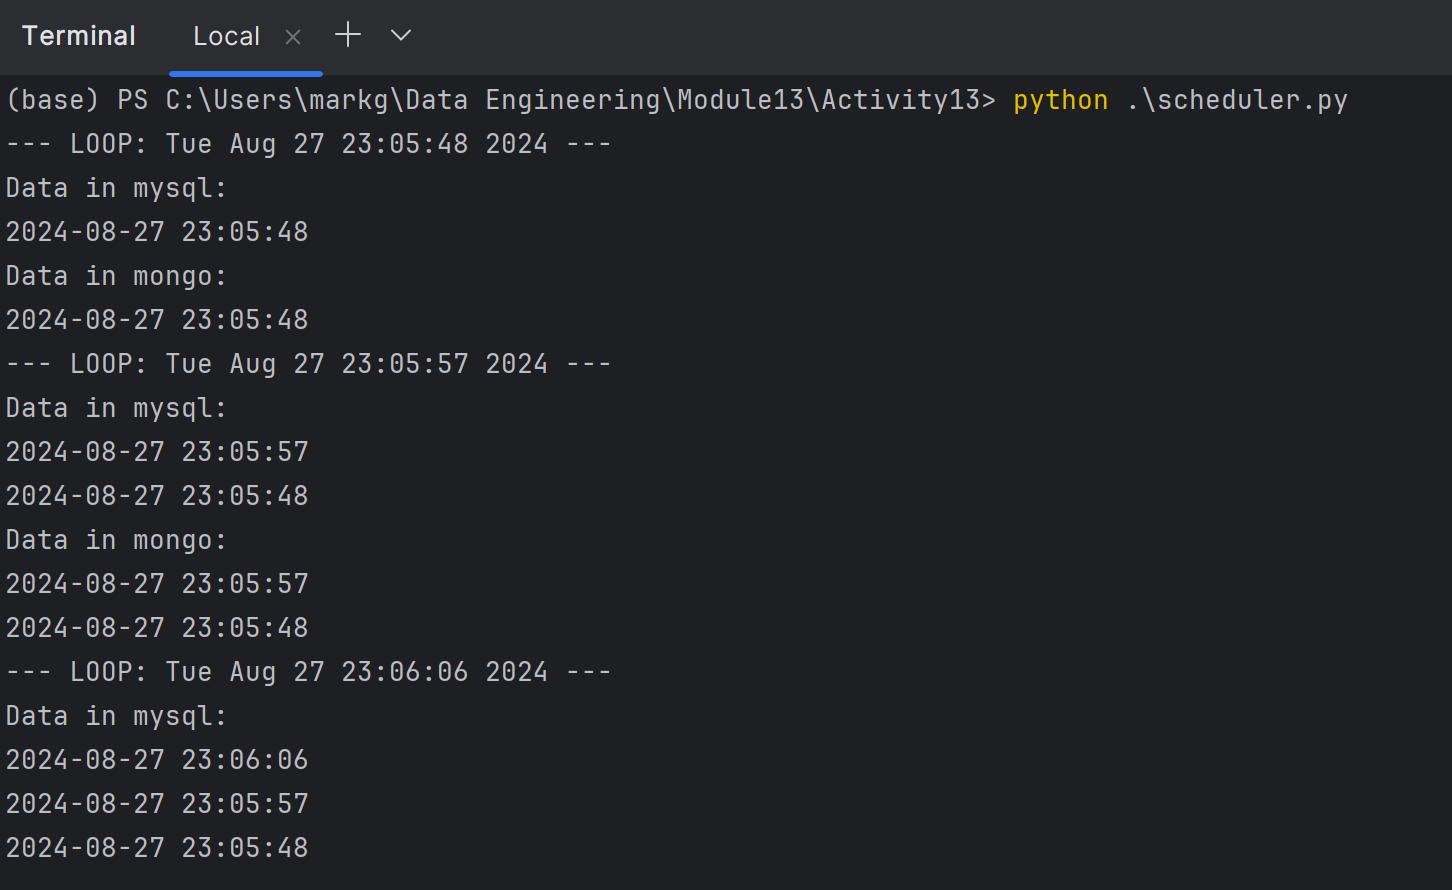 Terminal Local
(base) PS C:\Users\markg\Data Engineering\Module13\Activity13> python .\scheduler.py
--- LOOP: Tue Aug 27 23:05:48 2024 ---
Data in mysql:
2024-08-27 23:05:48
Data in mongo:
2024-08-27 23:05:48
--- LOOP: Tue Aug 27 23:05:57 2024 ---
Data in mysql:
2024-08-27 23:05:57
2024-08-27 23:05:48
Data in mongo:
2024-08-27 23:05:57
2024-08-27 23:05:48
--- LOOP: Tue Aug 27 23:06:06 2024 ---
Data in mysql:
2024-08-27 23:06:06
2024-08-27 23:05:57
2024-08-27 23:05:48